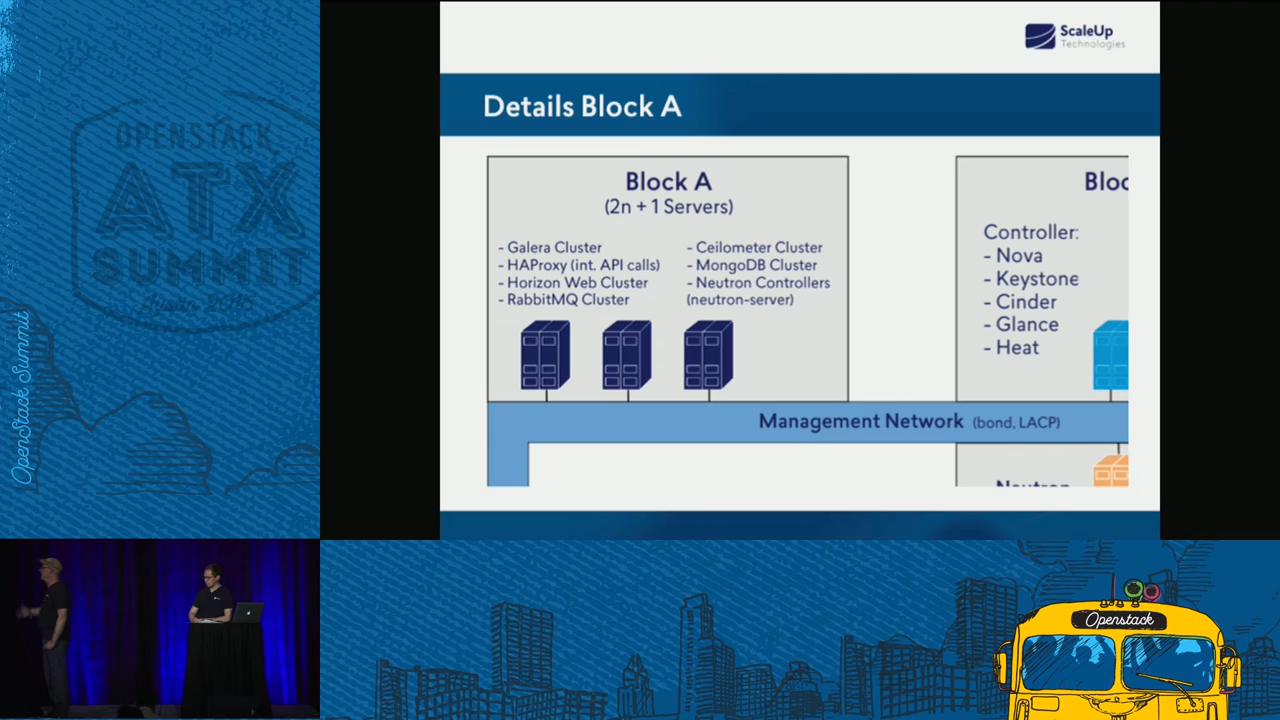 ScaleUp
Technologies
Details Block A
Block A
(2n + 1 Servers)
- Galera Cluster
- HAProxy (int. API calls)
- Horizon Web Cluster
- RabbitMQ Cluster
- Ceilometer Cluster
- MongoDB Cluster
- Neutron Controllers
(neutron-server)
Bloc
Controller:
- Nova
- Keystone
- Cinder
- Glance
- Heat
Management Network (bond, LACP)
Neutron
OPENSTACK
ATX
SUMMIT
Austin 2016
OpenStack Summit
Openstack